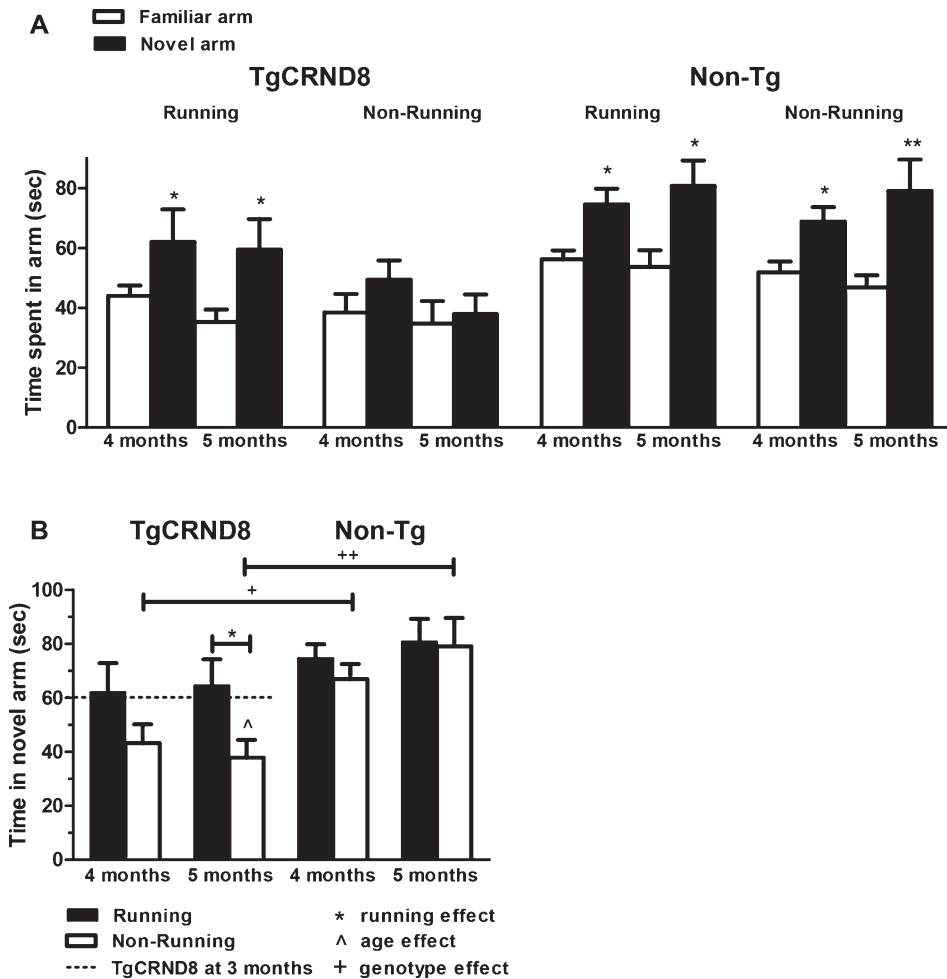 A
Familiar arm
Novel arm
TgCRND8 Non-Tg
Running Non-Running Running Non-Running
Time spent in arm (sec)
80
60
40
20
0
* * * * * **
4 months 5 months 4 months 5 months 4 months 5 months 4 months 5 months
B
TgCRND8 Non-Tg
++
+
*
^
Time in novel arm (sec)
100
80
60
40
20
0
4 months 5 months 4 months 5 months
Running * running effect
Non-Running ^ age effect
TgCRND8 at 3 months + genotype effect